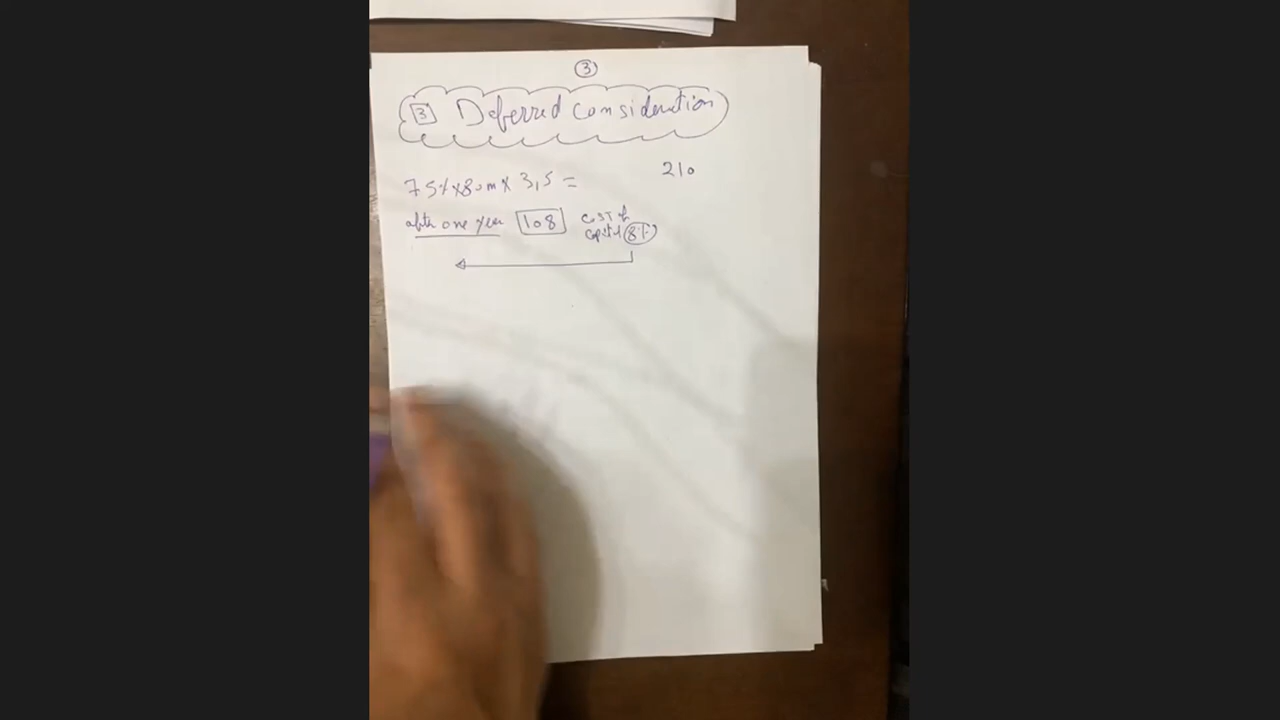 3
3 Deferred consideration
75% x 80m x 3,5 = 210
after one year 108 cost of
capital 8%